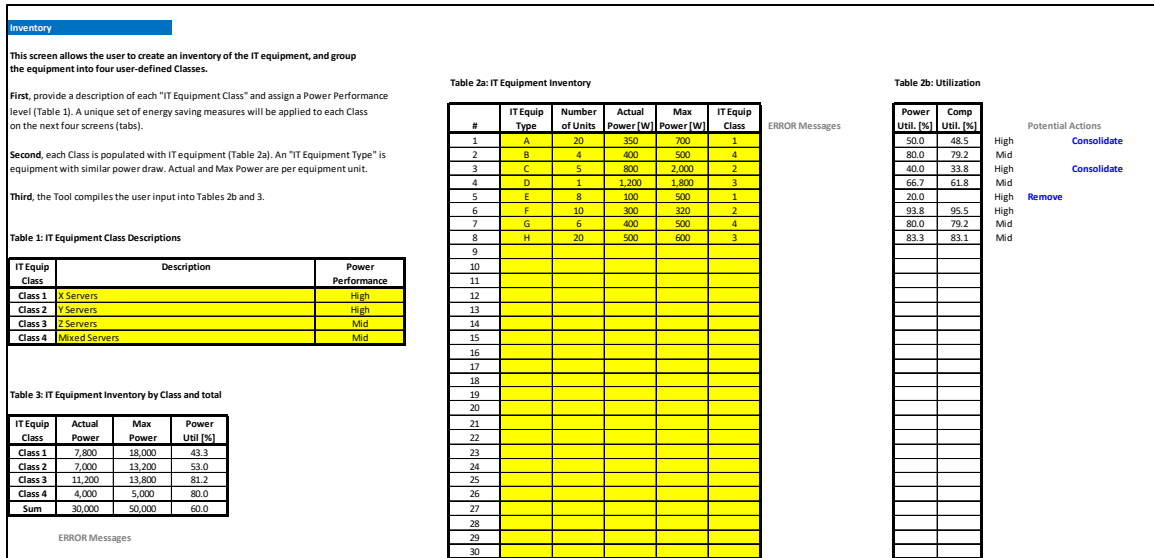 Inventory
This screen allows the user to create an inventory of the IT equipment, and group
the equipment into four user-defined Classes.
First, provide a description of each "IT Equipment Class" and assign a Power Performance
level (Table 1). A unique set of energy saving measures will be applied to each Class
on the next four screens (tabs).
Second, each Class is populated with IT equipment (Table 2a). An "IT Equipment Type" is
equipment with similar power draw. Actual and Max Power are per equipment unit.
Third, the Tool compiles the user input into Tables 2b and 3.
Table 1: IT Equipment Class Descriptions
IT Equip Description Power
Class Performance
Class 1 X Servers High
Class 2 Y Servers High
Class 3 Z Servers Mid
Class 4 Mixed Servers Mid
Table 3: IT Equipment Inventory by Class and total
IT Equip Actual Max Power
Class Power Power Util [%]
Class 1 7,800 18,000 43.3
Class 2 7,000 13,200 53.0
Class 3 11,200 13,800 81.2
Class 4 4,000 5,000 80.0
Sum 30,000 50,000 60.0
ERROR Messages
Table 2a: IT Equipment Inventory
IT Equip Number Actual Max IT Equip
# Type of Units Power [W] Power [W] Class ERROR Messages
1 A 20 350 700 1
2 B 4 400 500 4
3 C 5 800 2,000 2
4 D 1 1,200 1,800 3
5 E 8 100 500 1
6 F 10 300 320 2
7 G 6 400 500 4
8 H 20 500 600 3
9
10
11
12
13
14
15
16
17
18
19
20
21
22
23
24
25
26
27
28
29
30
Table 2b: Utilization
Power Comp
Util. [%] Util. [%] Potential Actions
50.0 48.5 High Consolidate
80.0 79.2 Mid
40.0 33.8 High Consolidate
66.7 61.8 Mid
20.0 High Remove
93.8 95.5 High
80.0 79.2 Mid
83.3 83.1 Mid